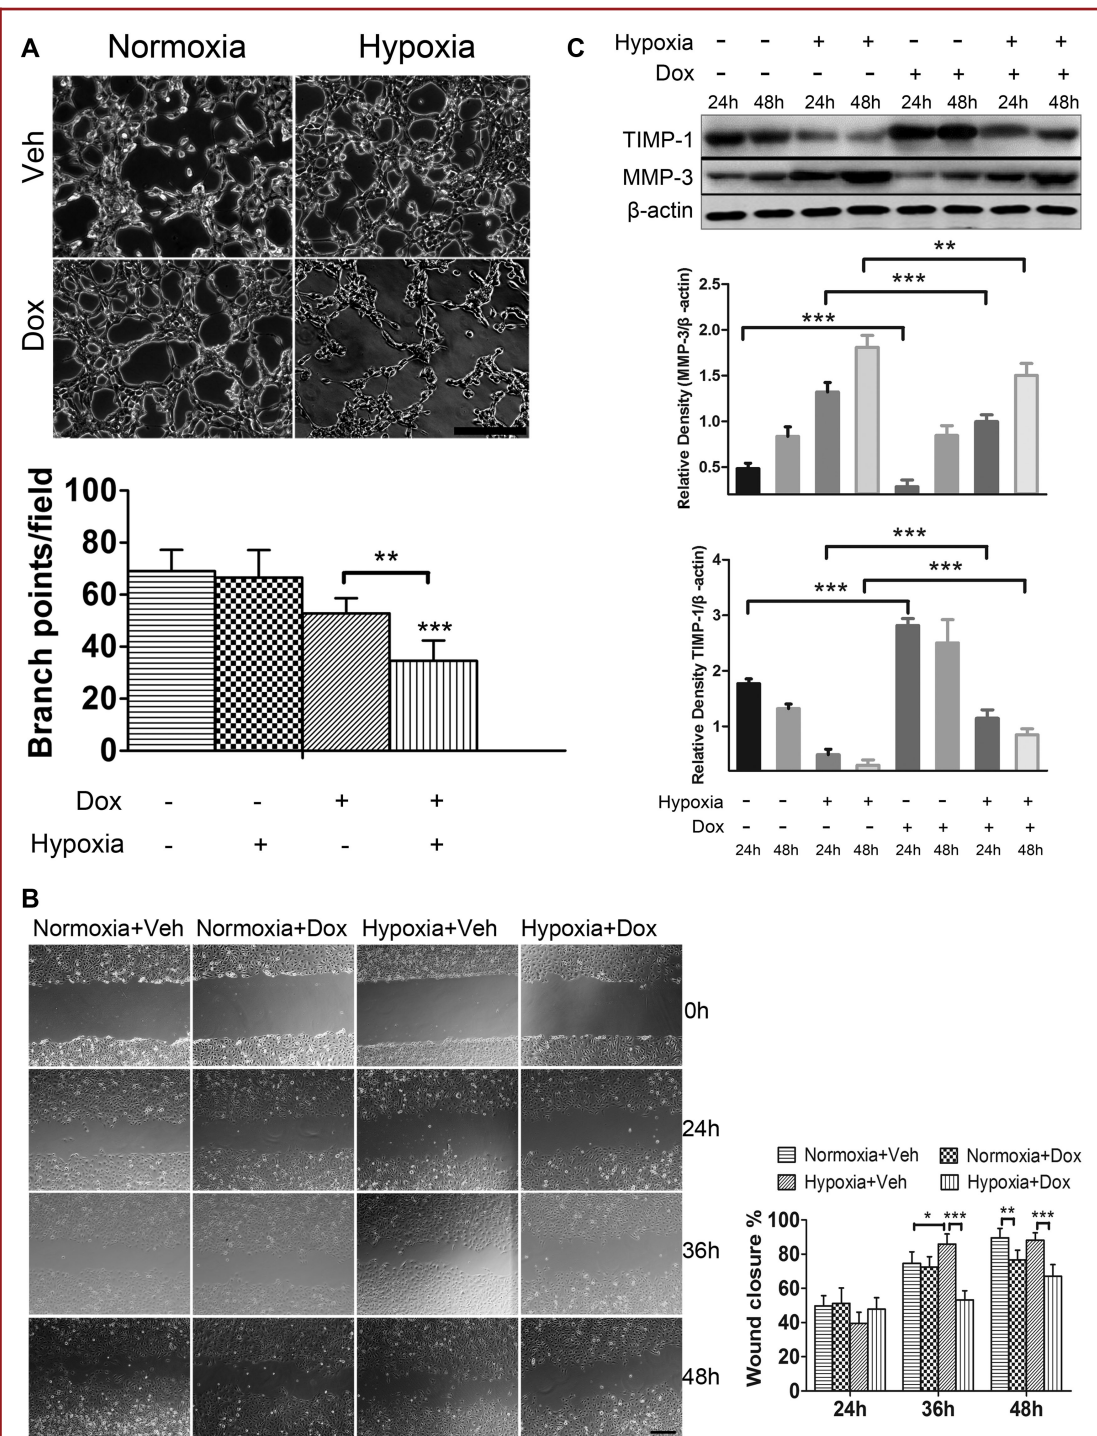 A
Normoxia Hypoxia
Veh
Dox
Branch points/field
100
80
60
40
20
0
**
***
Dox - - + +
Hypoxia - + - +
C
Hypoxia - - + + - - + +
Dox - - - - + + + +
24h 48h 24h 48h 24h 48h 24h 48h
TIMP-1
MMP-3
β-actin
Relative Density (MMP-3/β -actin)
2.5
2.0
1.5
1.0
0.5
**
***
***
Relative Density TIMP-1/β -actin)
4
3
2
1
***
***
***
Hypoxia - - + + - - + +
Dox - - - - + + + +
24h 48h 24h 48h 24h 48h 24h 48h
B
Normoxia+Veh Normoxia+Dox Hypoxia+Veh Hypoxia+Dox
0h
24h
36h
48h
Normoxia+Veh Normoxia+Dox
Hypoxia+Veh Hypoxia+Dox
Wound closure %
100
80
60
40
20
0
* *** ** ***
24h 36h 48h